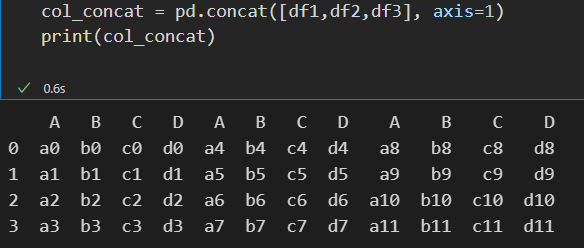 col_concat = pd.concat([df1,df2,df3], axis=1)
print(col_concat)
0.6s
A B C D A B C D A B C D
0 a0 b0 c0 d0 a4 b4 c4 d4 a8 b8 c8 d8
1 a1 b1 c1 d1 a5 b5 c5 d5 a9 b9 c9 d9
2 a2 b2 c2 d2 a6 b6 c6 d6 a10 b10 c10 d10
3 a3 b3 c3 d3 a7 b7 c7 d7 a11 b11 c11 d11